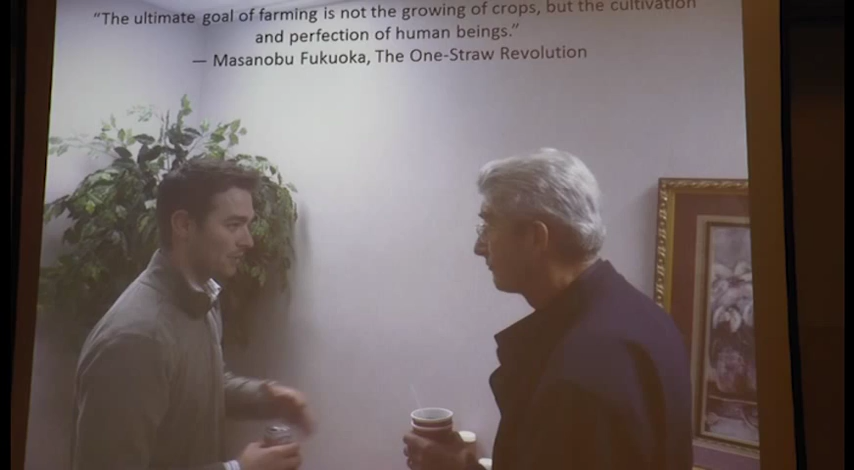 “The ultimate goal of farming is not the growing of crops, but the cultivation
and perfection of human beings.”
— Masanobu Fukuoka, The One-Straw Revolution